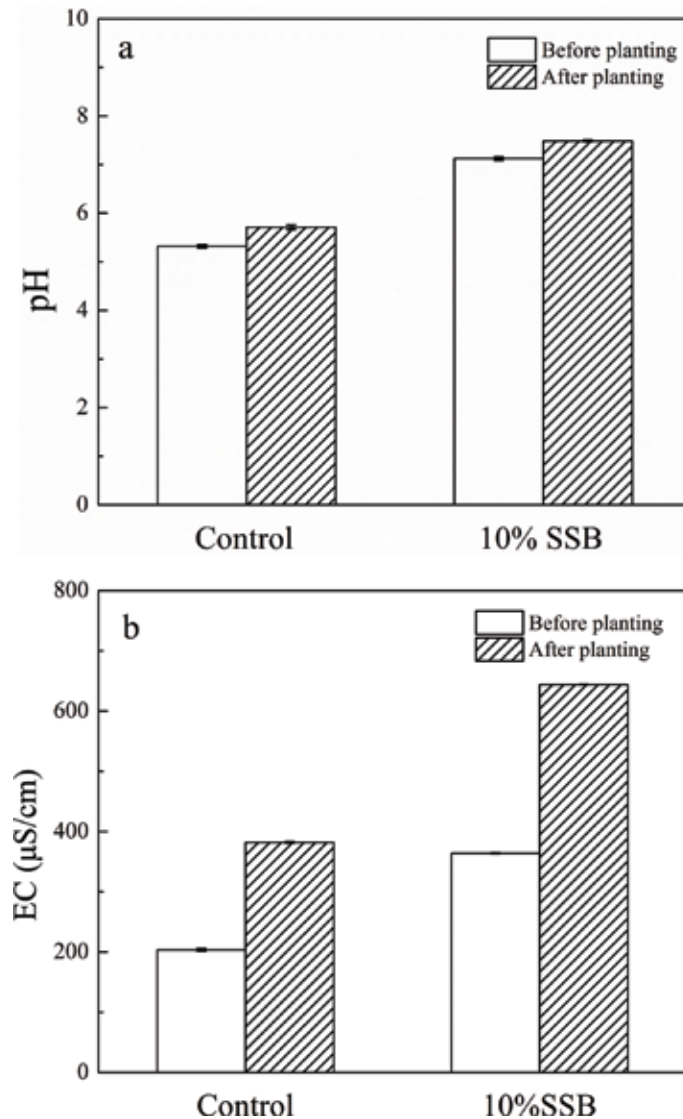 10
a
Before planting
After planting
8
6
pH
4
2
0
Control
10% SSB
800
b
Before planting
After planting
600
EC (μS/cm)
400
200
0
Control
10%SSB